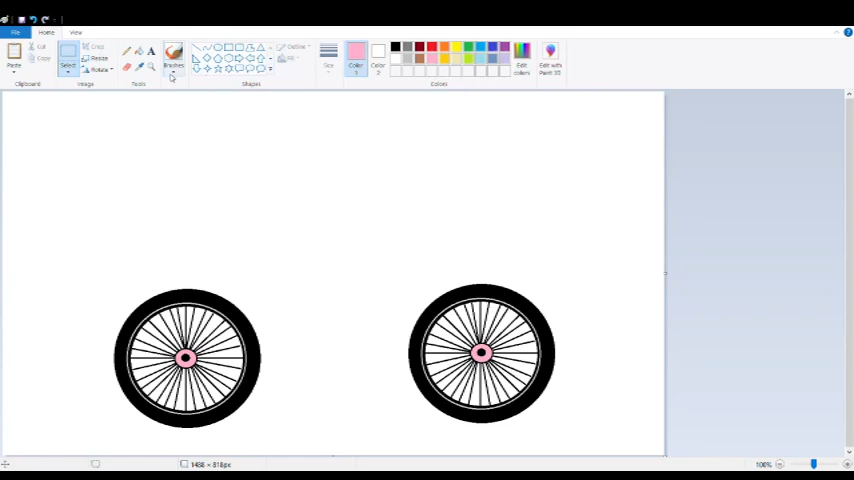 File Home View
Paste
Cut
Copy
Clipboard
Select
Crop
Resize
Rotate
Image
A
Tools
Brushes
Shapes
Outline
Fill
Size
Color
1
Color
2
Colors
Edit
colors
Edit with
Paint 3D
1438 × 818px
100%